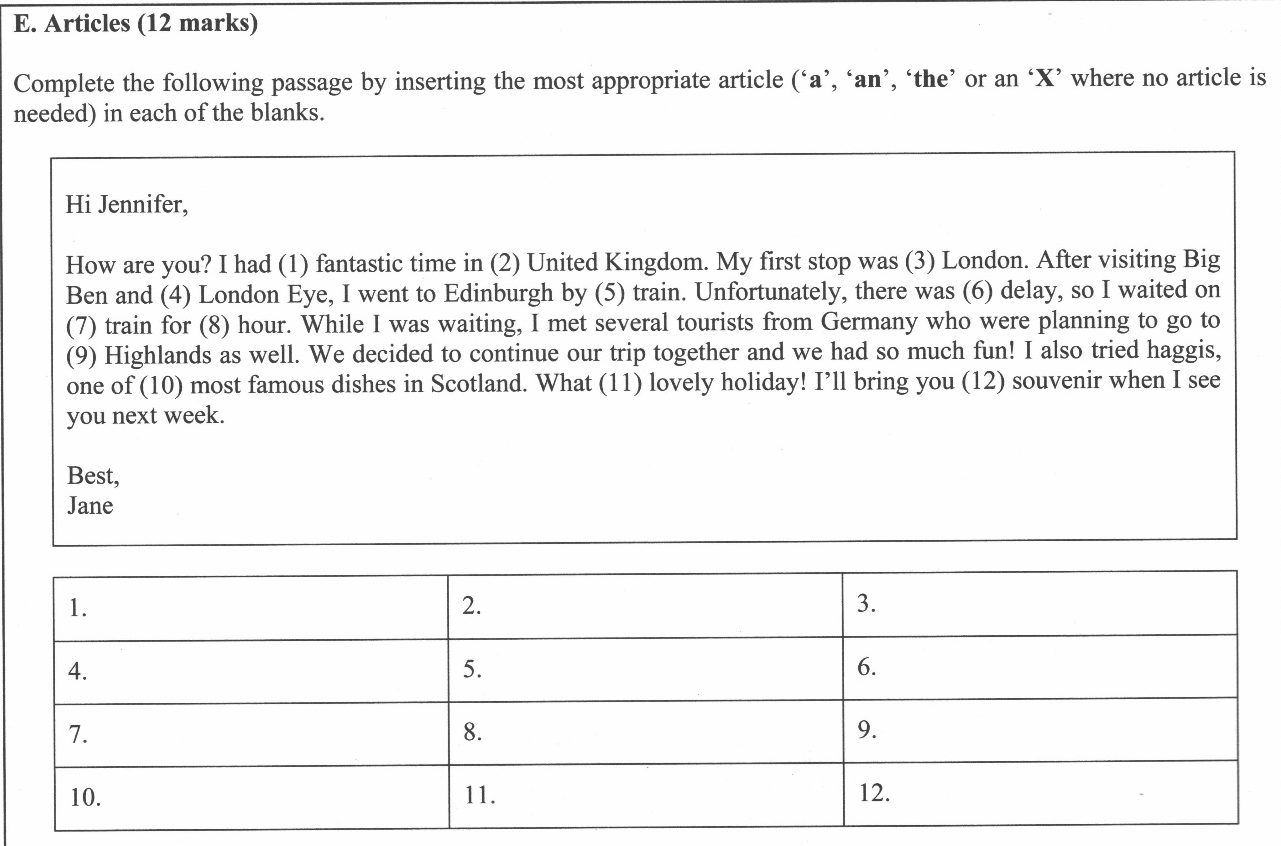 E. Articles (12 marks)
Complete the following passage by inserting the most appropriate article (‘a’, ‘an’, ‘the’ or an ‘X’ where no article is
needed) in each of the blanks.
Hi Jennifer,
How are you? I had (1) fantastic time in (2) United Kingdom. My first stop was (3) London. After visiting Big
Ben and (4) London Eye, I went to Edinburgh by (5) train. Unfortunately, there was (6) delay, so I waited on
(7) train for (8) hour. While I was waiting, I met several tourists from Germany who were planning to go to
(9) Highlands as well. We decided to continue our trip together and we had so much fun! I also tried haggis,
one of (10) most famous dishes in Scotland. What (11) lovely holiday! I’ll bring you (12) souvenir when I see
you next week.
Best,
Jane
1. 2. 3.
4. 5. 6.
7. 8. 9.
10. 11. 12.